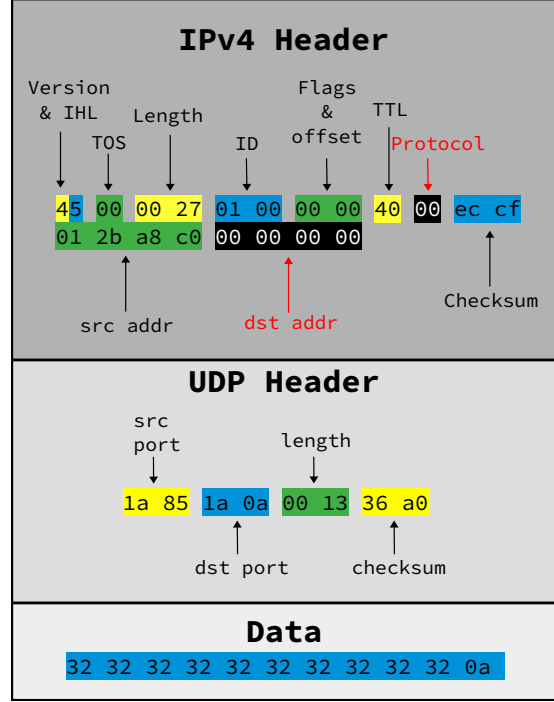 IPv4 Header
Version
& IHL
TOS
Length
ID
Flags
&
offset
TTL
Protocol
45 00 00 27 01 00 00 00 40 00 ec cf
01 2b a8 c0 00 00 00 00
src addr
dst addr
Checksum
UDP Header
src
port
length
1a 85 1a 0a 00 13 36 a0
dst port
checksum
Data
32 32 32 32 32 32 32 32 32 32 0a